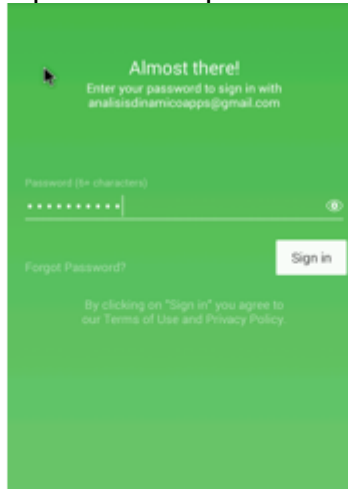 Almost there!
Enter your password to sign in with
analisisdinamicoapps@gmail.com
Password (6+ characters)
Forgot Password?
Sign in
By clicking on "Sign in" you agree to
our Terms of Use and Privacy Policy.